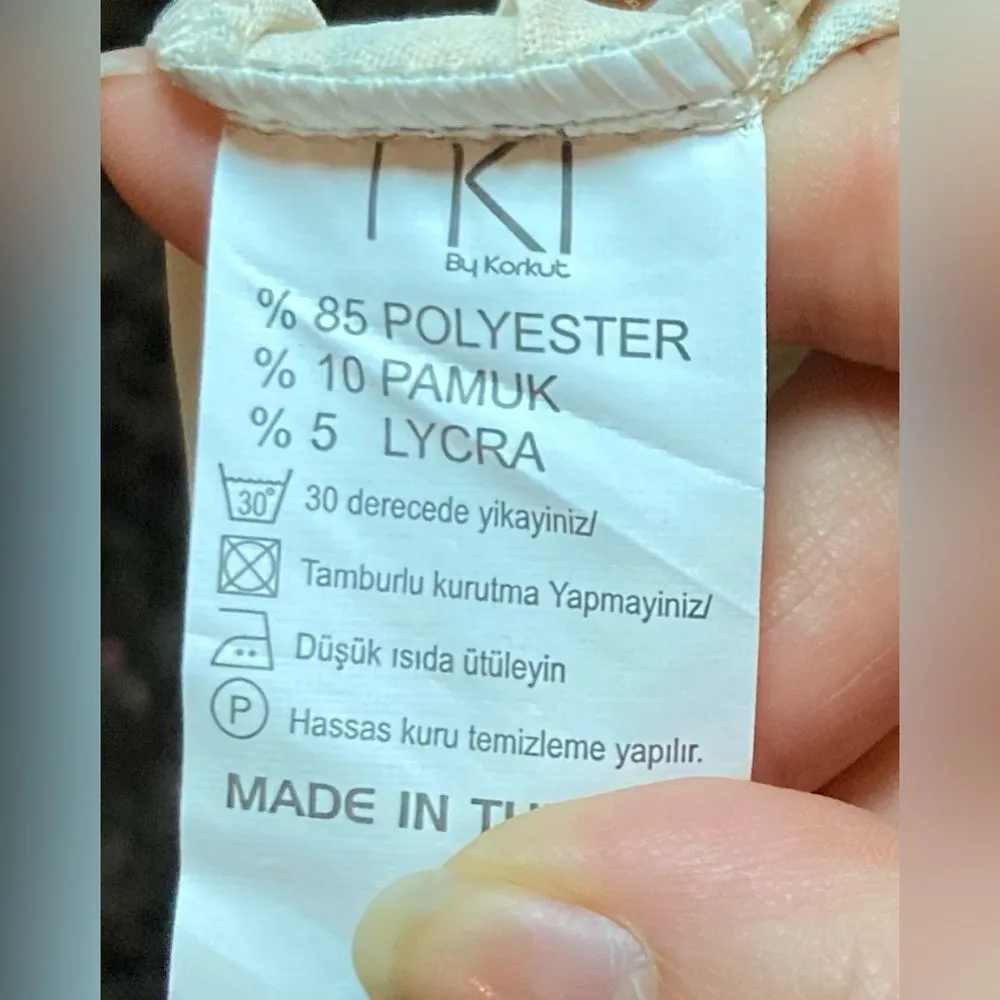 By Korkut
% 85 POLYESTER
% 10 PAMUK
% 5 LYCRA
30° 30 derecede yikayiniz/
Tamburlu kurutma Yapmayiniz/
Düşük ısıda ütüleyin
P Hassas kuru temizleme yapılır.
MADE IN